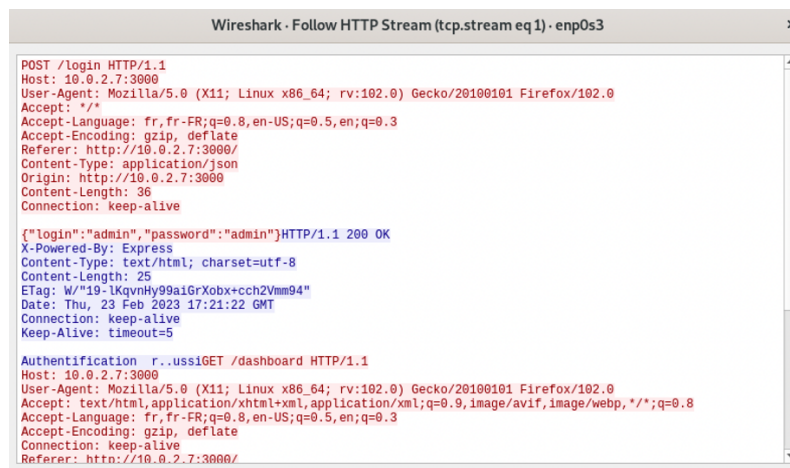 Wireshark · Follow HTTP Stream (tcp.stream eq 1) · enp0s3
POST /login HTTP/1.1
Host: 10.0.2.7:3000
User-Agent: Mozilla/5.0 (X11; Linux x86_64; rv:102.0) Gecko/20100101 Firefox/102.0
Accept: */*
Accept-Language: fr,fr-FR;q=0.8,en-US;q=0.5,en;q=0.3
Accept-Encoding: gzip, deflate
Referer: http://10.0.2.7:3000/
Content-Type: application/json
Origin: http://10.0.2.7:3000
Content-Length: 36
Connection: keep-alive
{"login":"admin","password":"admin"}HTTP/1.1 200 OK
X-Powered-By: Express
Content-Type: text/html; charset=utf-8
Content-Length: 25
ETag: W/"19-lKqvnHy99aiGrXobx+cch2Vmm94"
Date: Thu, 23 Feb 2023 17:21:22 GMT
Connection: keep-alive
Keep-Alive: timeout=5
Authentification  r..ussiGET /dashboard HTTP/1.1
Host: 10.0.2.7:3000
User-Agent: Mozilla/5.0 (X11; Linux x86_64; rv:102.0) Gecko/20100101 Firefox/102.0
Accept: text/html,application/xhtml+xml,application/xml;q=0.9,image/avif,image/webp,*/*;q=0.8
Accept-Language: fr,fr-FR;q=0.8,en-US;q=0.5,en;q=0.3
Accept-Encoding: gzip, deflate
Connection: keep-alive
Referer: http://10.0.2.7:3000/